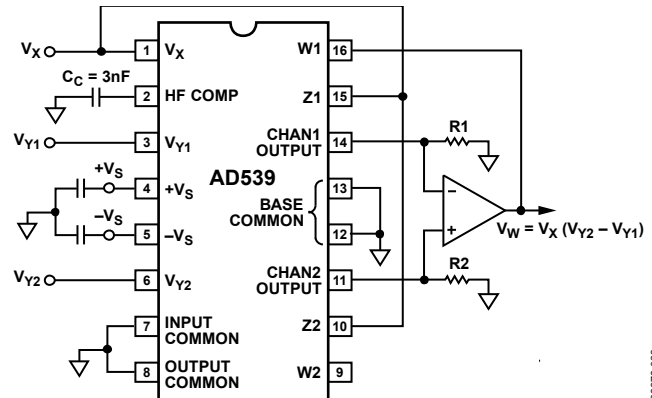 VX
1
VX
CC = 3nF
2
HF COMP
VY1
3
VY1
+VS
4
+VS
–VS
5
–VS
VY2
6
VY2
7
INPUT
COMMON
8
OUTPUT
COMMON
AD539
W1
16
Z1
15
CHAN1
OUTPUT
14
BASE
COMMON
13
12
CHAN2
OUTPUT
11
Z2
10
W2
9
R1
–
+
R2
VW = VX (VY2 – VY1)